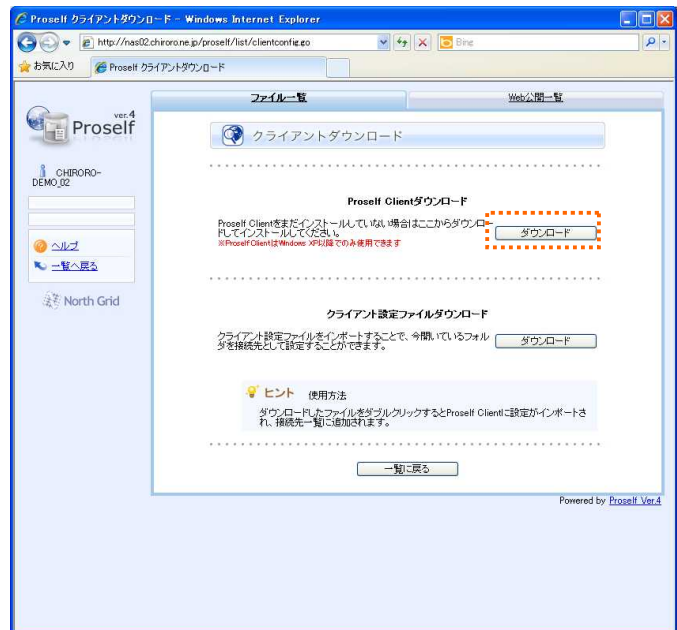 Proself クライアントダウンロード - Windows Internet Explorer
http://nas02.chiroro.ne.jp/proself/list/clientconfig.go
Bing
お気に入り
Proself クライアントダウンロード
ファイル一覧
Web公開一覧
ver.4
Proself
クライアントダウンロード
CHIRORO-
DEMO_02
ヘルプ
一覧へ戻る
North Grid
Proself Clientダウンロード
Proself Clientをまだインストールしていない場合はここからダウンロー
ドしてインストールしてください。
※Proself ClientはWindows XP以降でのみ使用できます
ダウンロード
クライアント設定ファイルダウンロード
クライアント設定ファイルをインポートすることで、今開いているフォル
ダを接続先として設定することができます。
ダウンロード
ヒント 使用方法
ダウンロードしたファイルをダブルクリックするとProself Clientに設定がインポートさ
れ、接続先一覧に追加されます。
一覧に戻る
Powered by Proself Ver.4